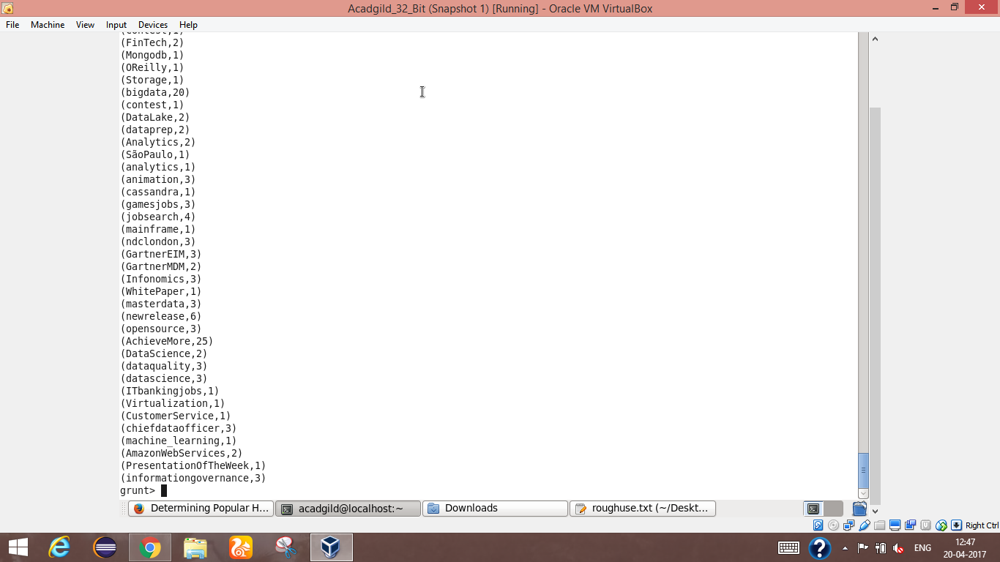 Acadgild_32_Bit (Snapshot 1) [Running] - Oracle VM VirtualBox
File Machine View Input Devices Help
(FinTech,2)
(Mongodb,1)
(OReilly,1)
(Storage,1)
(bigdata,20)
(contest,1)
(DataLake,2)
(dataprep,2)
(Analytics,2)
(SãoPaulo,1)
(analytics,1)
(animation,3)
(cassandra,1)
(gamesjobs,3)
(jobsearch,4)
(mainframe,1)
(ndclondon,3)
(GartnerEIM,3)
(GartnerMDM,2)
(Infonomics,3)
(WhitePaper,1)
(masterdata,3)
(newrelease,6)
(opensource,3)
(AchieveMore,25)
(DataScience,2)
(dataquality,3)
(datascience,3)
(ITbankingjobs,1)
(Virtualization,1)
(CustomerService,1)
(chiefdataofficer,3)
(machine_learning,1)
(AmazonWebServices,2)
(PresentationOfTheWeek,1)
(informationgovernance,3)
grunt>
Determining Popular H... acadgild@localhost:~ Downloads roughuse.txt (~/Deskt...
Right Ctrl
ENG
12:47
20-04-2017